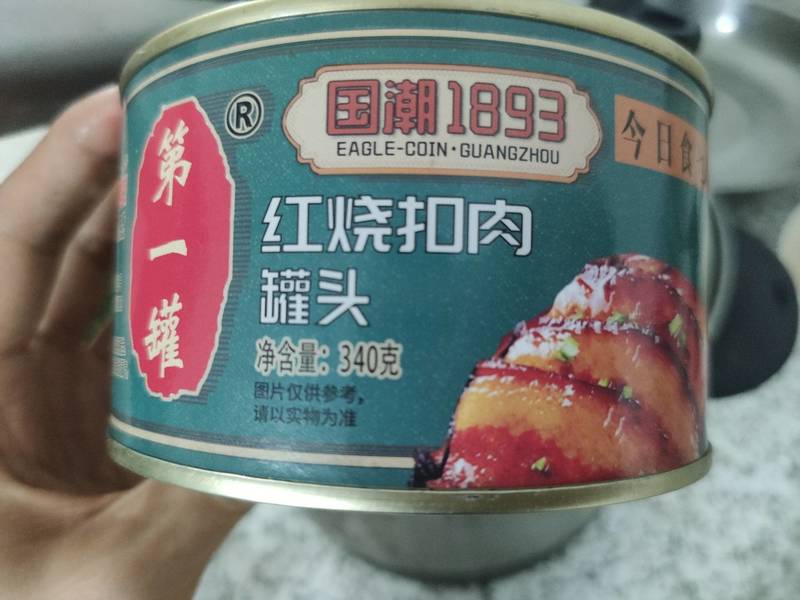 第一罐
®
国潮1893
EAGLE-COIN·GUANGZHOU
今日食
红烧扣肉
罐头
净含量：340克
图片仅供参考，
请以实物为准